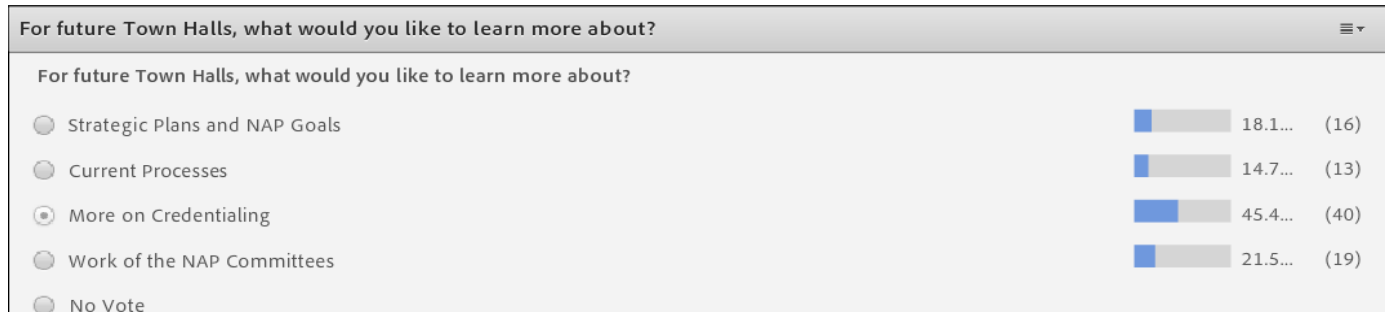 For future Town Halls, what would you like to learn more about?
For future Town Halls, what would you like to learn more about?
Strategic Plans and NAP Goals 18.1... (16)
Current Processes 14.7... (13)
More on Credentialing 45.4... (40)
Work of the NAP Committees 21.5... (19)
No Vote